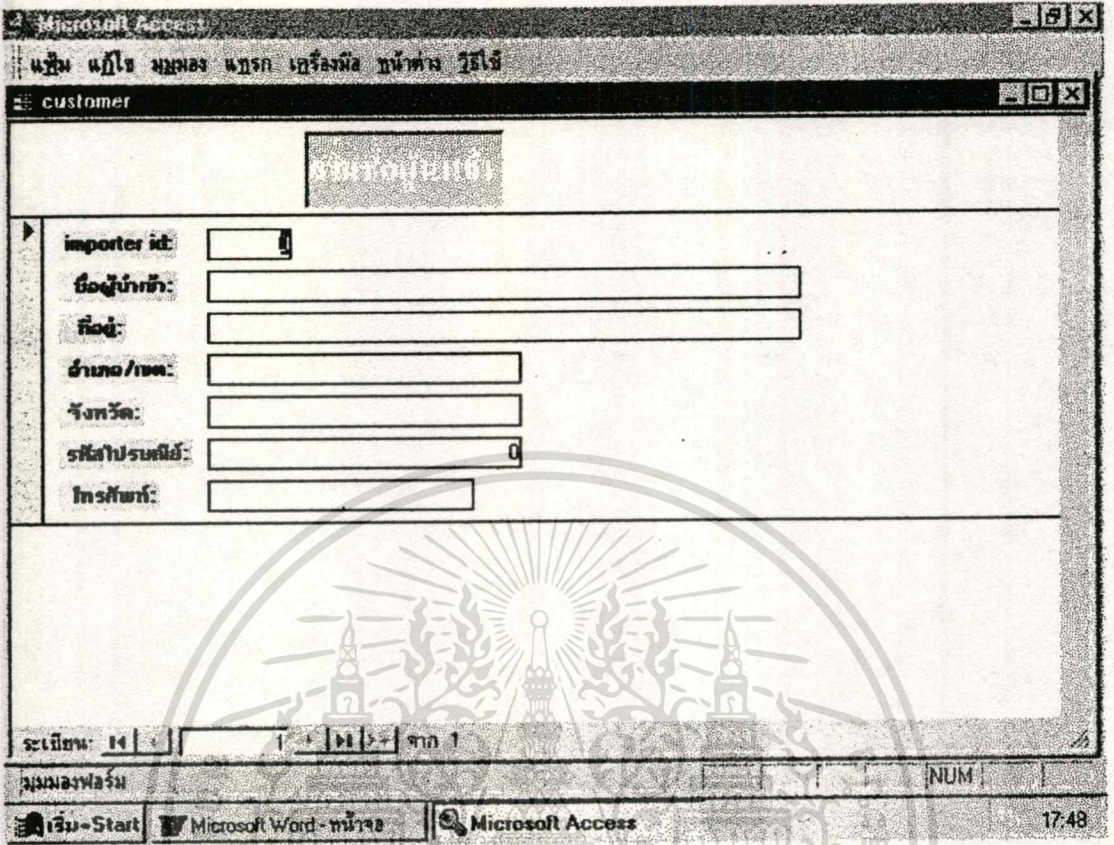 Microsoft Access
แฟ้ม แก้ไข มุมมอง แทรก เครื่องมือ หน้าต่าง วิธีใช้
customer
importer id:
ชื่อผู้นำเข้า:
ที่อยู่:
อำเภอ/เขต:
จังหวัด:
รหัสไปรษณีย์: 0
โทรศัพท์:
ระเบียน: 1 จาก 1
มุมมองฟอร์ม NUM
เริ่ม-Start Microsoft Word - หน้าจอ Microsoft Access 17:48